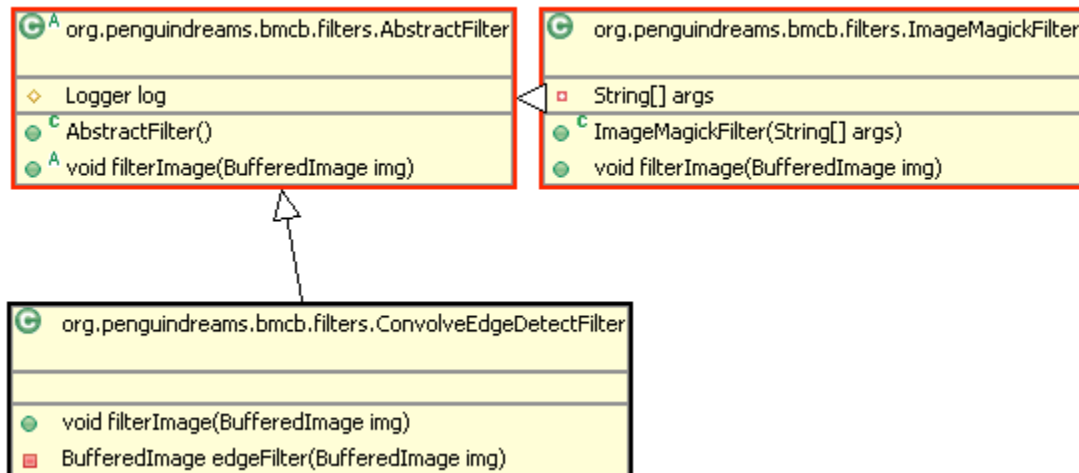 C A org.penguindreams.bmcb.filters.AbstractFilter
Logger log
C AbstractFilter()
A void filterImage(BufferedImage img)
C org.penguindreams.bmcb.filters.ImageMagickFilter
String[] args
C ImageMagickFilter(String[] args)
void filterImage(BufferedImage img)
C org.penguindreams.bmcb.filters.ConvolveEdgeDetectFilter
void filterImage(BufferedImage img)
BufferedImage edgeFilter(BufferedImage img)